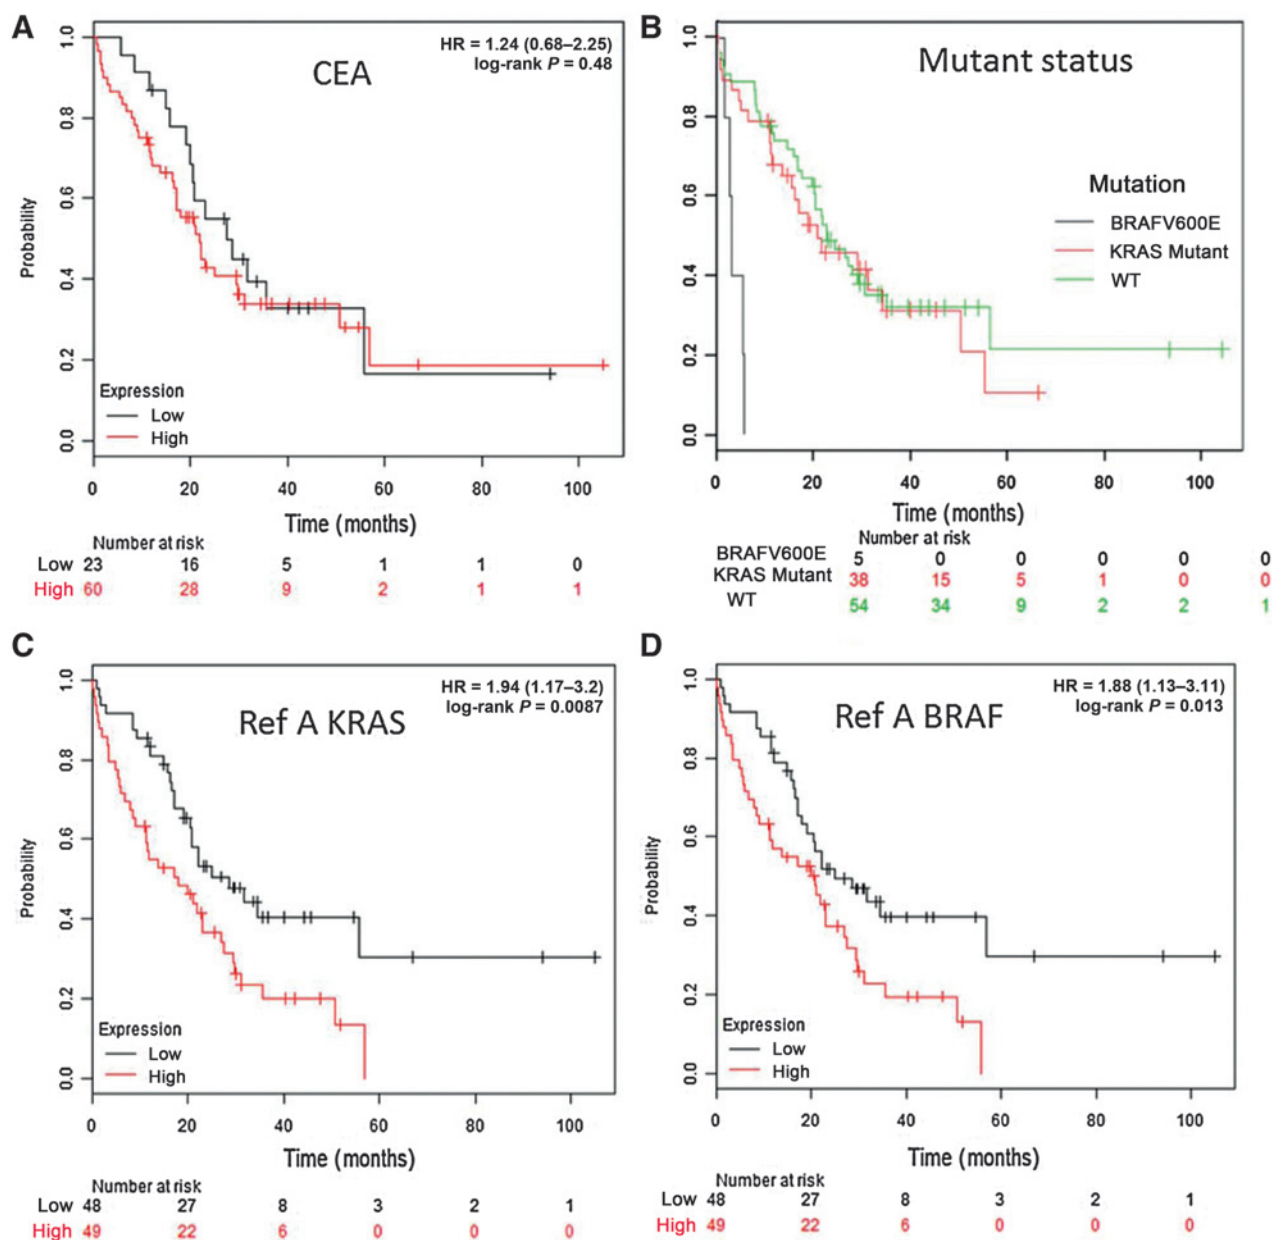 A
HR = 1.24 (0.68–2.25)
log-rank P = 0.48
CEA
Probability
1.0
0.8
0.6
0.4
0.2
0.0
Expression
Low
High
0 20 40 60 80 100
Time (months)
Number at risk
Low 23 16 5 1 1 0
High 60 28 9 2 1 1
B
Mutant status
1.0
0.8
0.6
0.4
0.2
0.0
Mutation
BRAFV600E
KRAS Mutant
WT
0 20 40 60 80 100
Time (months)
Number at risk
BRAFV600E 5 0 0 0 0 0
KRAS Mutant 38 15 5 1 0 0
WT 54 34 9 2 2 1
C
HR = 1.94 (1.17–3.2)
log-rank P = 0.0087
Ref A KRAS
Probability
1.0
0.8
0.6
0.4
0.2
0.0
Expression
Low
High
0 20 40 60 80 100
Time (months)
Number at risk
Low 48 27 8 3 2 1
High 49 22 6 0 0 0
D
HR = 1.88 (1.13–3.11)
log-rank P = 0.013
Ref A BRAF
Probability
1.0
0.8
0.6
0.4
0.2
0.0
Expression
Low
High
0 20 40 60 80 100
Time (months)
Number at risk
Low 48 27 8 3 2 1
High 49 22 6 0 0 0